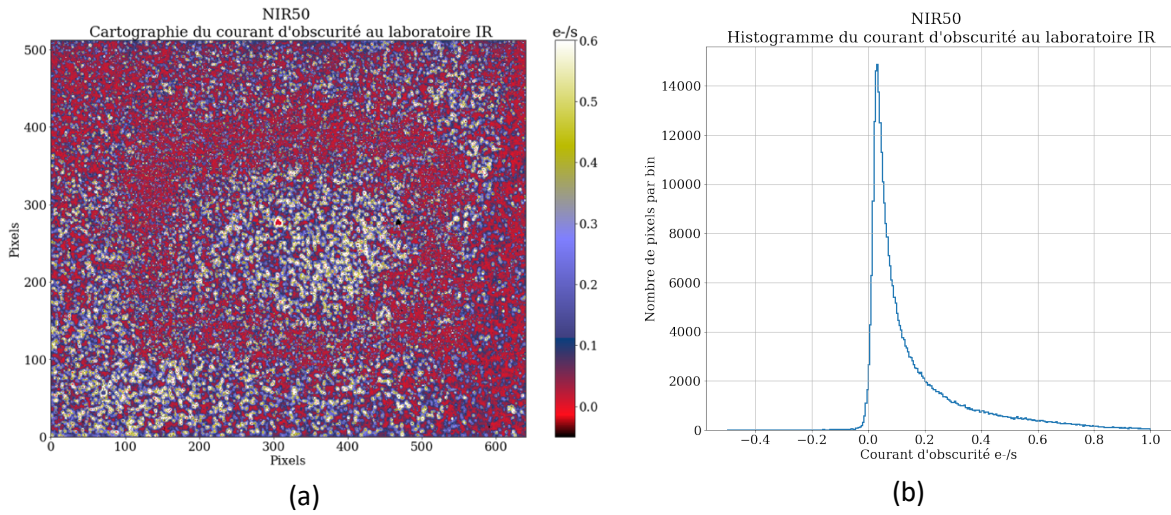 NIR50
Cartographie du courant d'obscurité au laboratoire IR
e-/s
500
400
300
200
100
0
Pixels
0 100 200 300 400 500 600
Pixels
0.6
0.5
0.4
0.3
0.2
0.1
0.0
(a)
NIR50
Histogramme du courant d'obscurité au laboratoire IR
14000
12000
10000
8000
6000
4000
2000
0
Nombre de pixels par bin
−0.4 −0.2 0.0 0.2 0.4 0.6 0.8 1.0
Courant d'obscurité e-/s
(b)